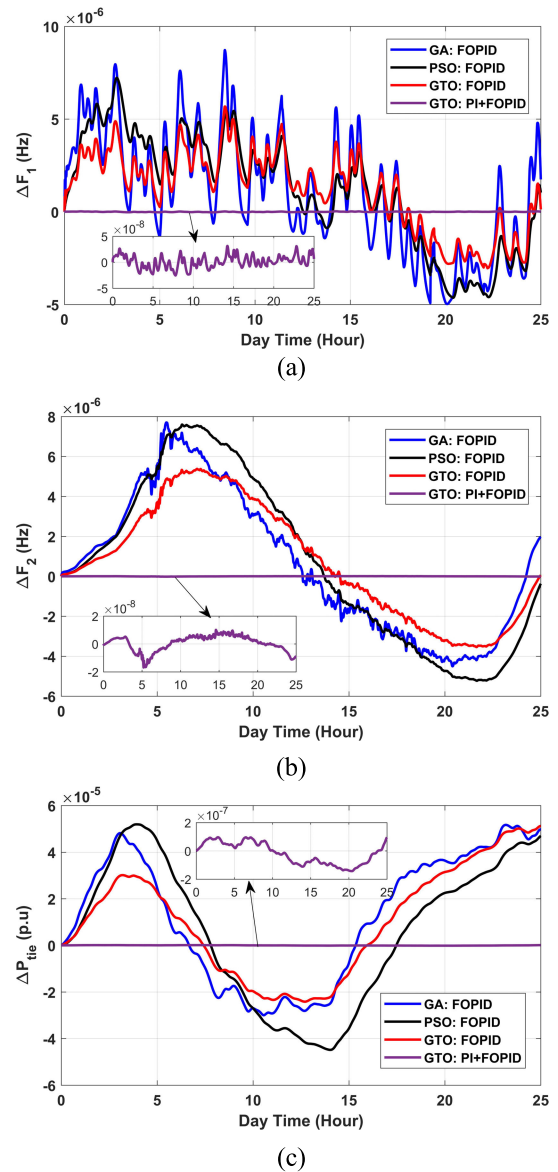 (a)
×10⁻⁶
10
5
0
-5
ΔF₁ (Hz)
GA: FOPID
PSO: FOPID
GTO: FOPID
GTO: PI+FOPID
×10⁻⁸
5
0
-5
0 5 10 15 20 25
0 5 10 15 20 25
Day Time (Hour)
(a)
×10⁻⁶
8
6
4
2
0
-2
-4
-6
ΔF₂ (Hz)
GA: FOPID
PSO: FOPID
GTO: FOPID
GTO: PI+FOPID
×10⁻⁸
2
0
-2
0 5 10 15 20 25
0 5 10 15 20 25
Day Time (Hour)
(b)
×10⁻⁵
6
4
2
0
-2
-4
-6
ΔP_tie (p.u)
×10⁻⁷
2
0
-2
0 5 10 15 20 25
GA: FOPID
PSO: FOPID
GTO: FOPID
GTO: PI+FOPID
0 5 10 15 20 25
Day Time (Hour)
(c)